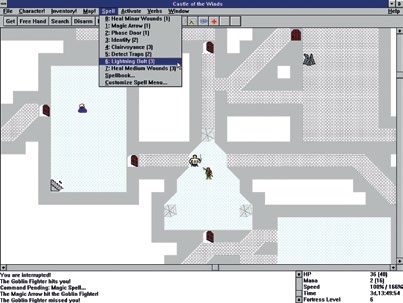 Castle of the Winds
File Character! Inventory! Map! Spell Activate Verbs Window
Get Free Hand Search Disarm
0: Heal Minor Wounds (1)
1: Magic Arrow (1)
2: Phase Door (1)
3: Identify (2)
4: Clairvoyance (3)
5: Detect Traps (2)
6: Lightning Bolt (3)
7: Heal Medium Wounds (3)
Spellbook...
Customize Spell Menu...
You are interrupted!
The Goblin Fighter hits you!
Command Pending: Magic Spell...
The Magic Arrow hit the Goblin Fighter!
The Goblin Fighter missed you!
HP 36 (40)
Mana 2 (16)
Speed 100% / 166%
Time 3d,13:49:54
Fortress Level 6